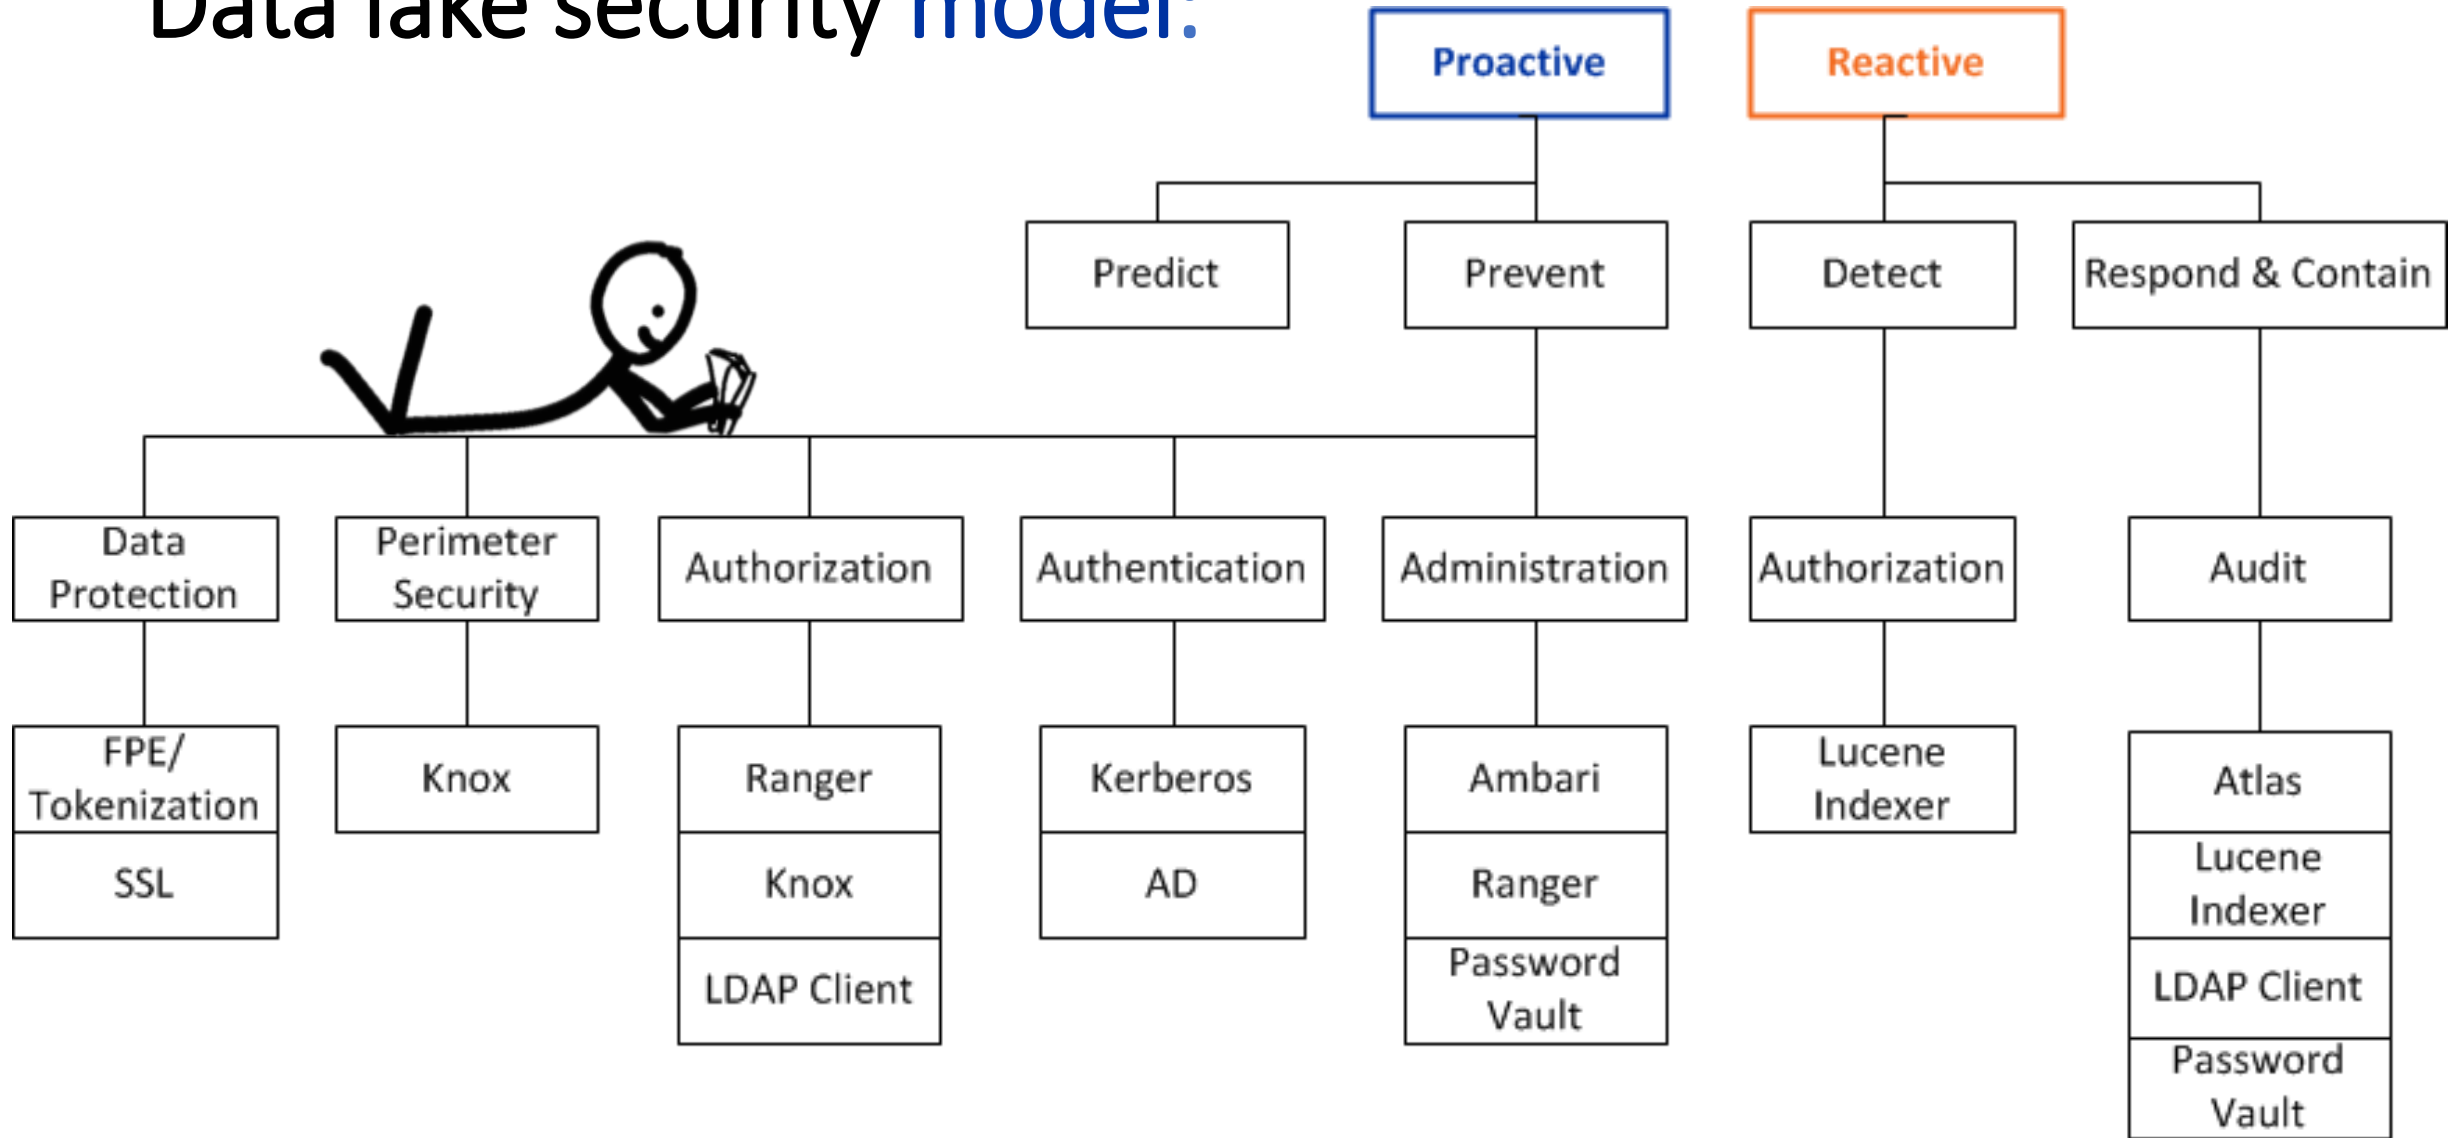 Data lake security model:
Proactive
Reactive
Predict
Prevent
Detect
Respond & Contain
Data
Protection
Perimeter
Security
Authorization
Authentication
Administration
Authorization
Audit
FPE/
Tokenization
SSL
Knox
Ranger
Knox
LDAP Client
Kerberos
AD
Ambari
Ranger
Password
Vault
Lucene
Indexer
Atlas
Lucene
Indexer
LDAP Client
Password
Vault